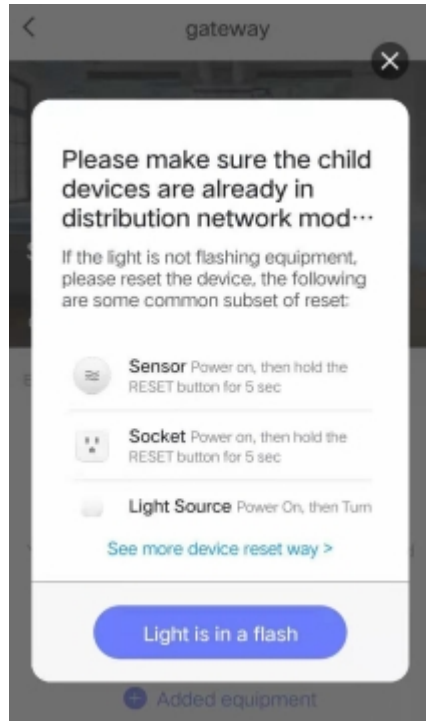 gateway
Please make sure the child
devices are already in
distribution network mod···
If the light is not flashing equipment,
please reset the device, the following
are some common subset of reset:
Sensor Power on, then hold the
RESET button for 5 sec
Socket Power on, then hold the
RESET button for 5 sec
Light Source Power On, then Turn
See more device reset way >
Light is in a flash
Added equipment